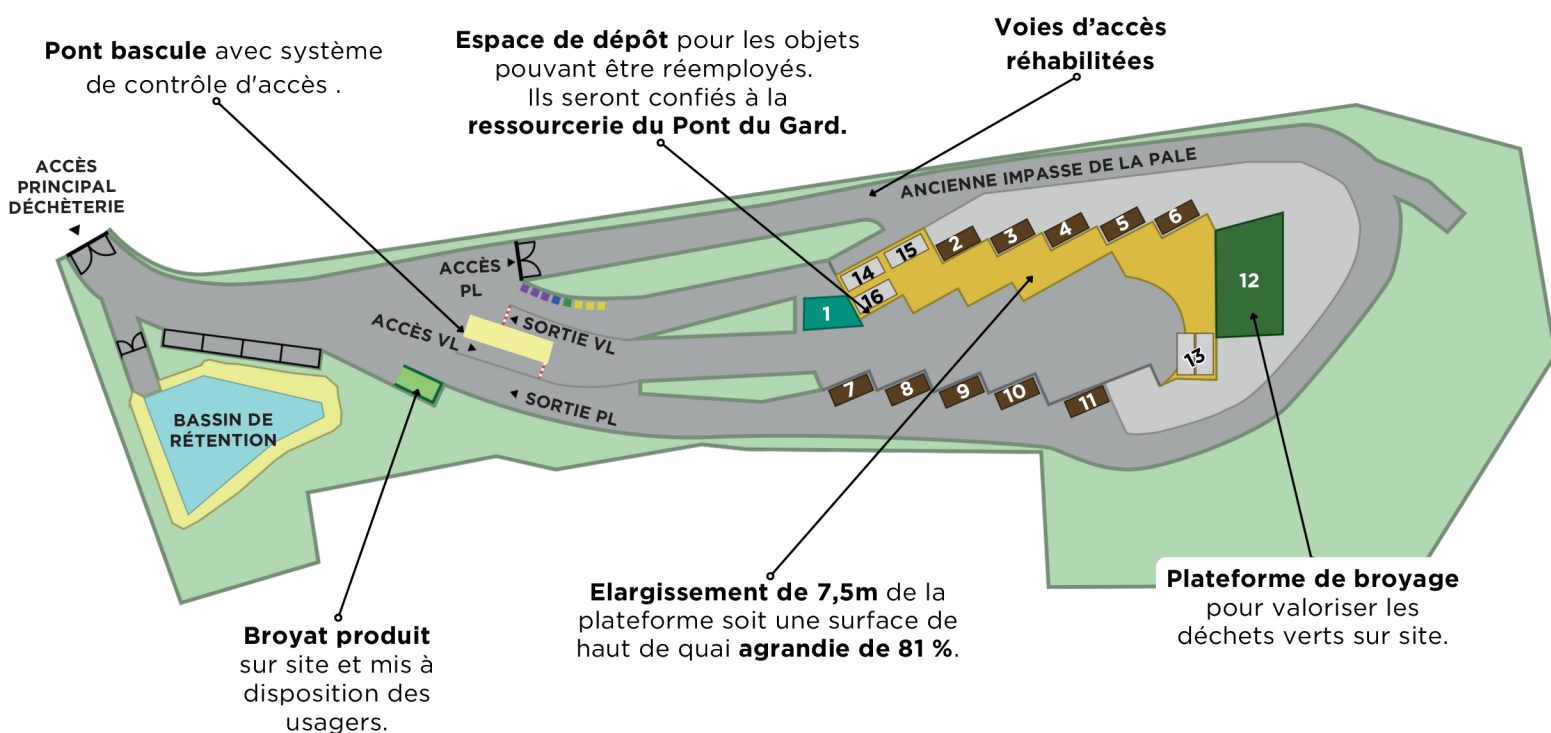 Pont bascule avec système
de contrôle d'accès .
Espace de dépôt pour les objets
pouvant être réemployés.
Ils seront confiés à la
ressourcerie du Pont du Gard.
Voies d'accès
réhabilitées
ACCÈS
PRINCIPAL
DÉCHÈTERIE
ANCIENNE IMPASSE DE LA PALE
ACCÈS
PL
ACCÈS VL
SORTIE VL
SORTIE PL
BASSIN DE
RÉTENTION
1
2
3
4
5
6
7
8
9
10
11
12
13
14
15
16
Broyat produit
sur site et mis à
disposition des
usagers.
Elargissement de 7,5m de la
plateforme soit une surface de
haut de quai agrandie de 81 %.
Plateforme de broyage
pour valoriser les
déchets verts sur site.